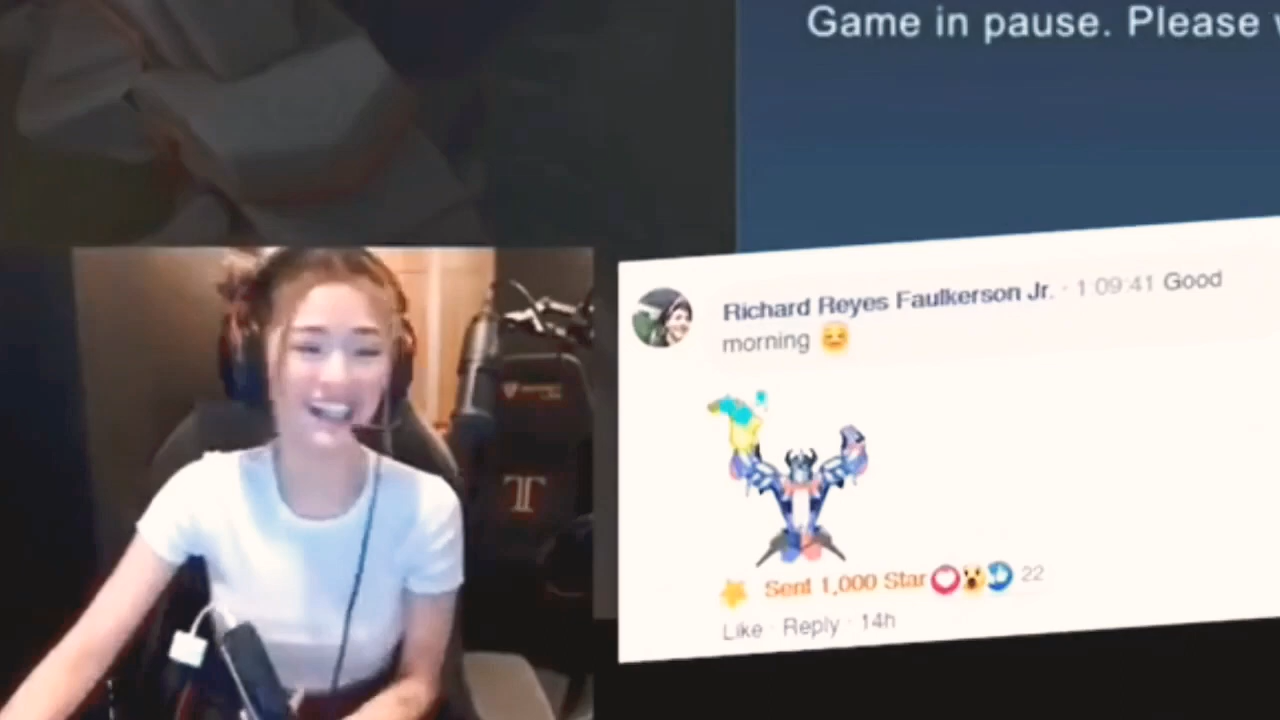 Game in pause. Please
Richard Reyes Faulkerson Jr. · 1:09:41 Good
morning
Sent 1,000 Star
22
Like · Reply · 14h